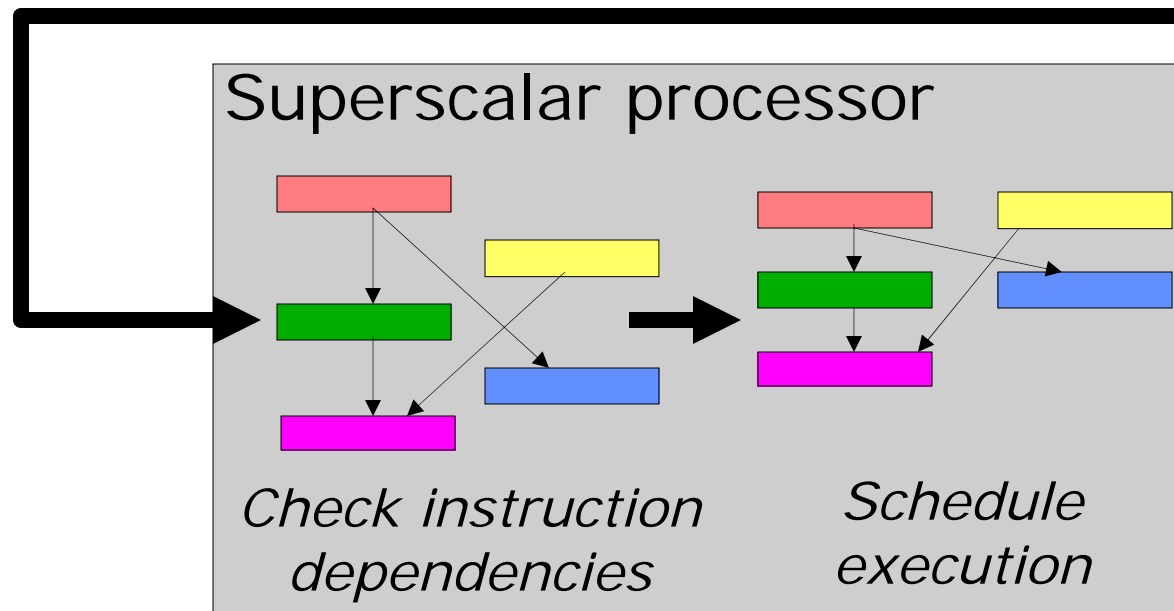 Superscalar processor
Check instruction
dependencies
Schedule
execution